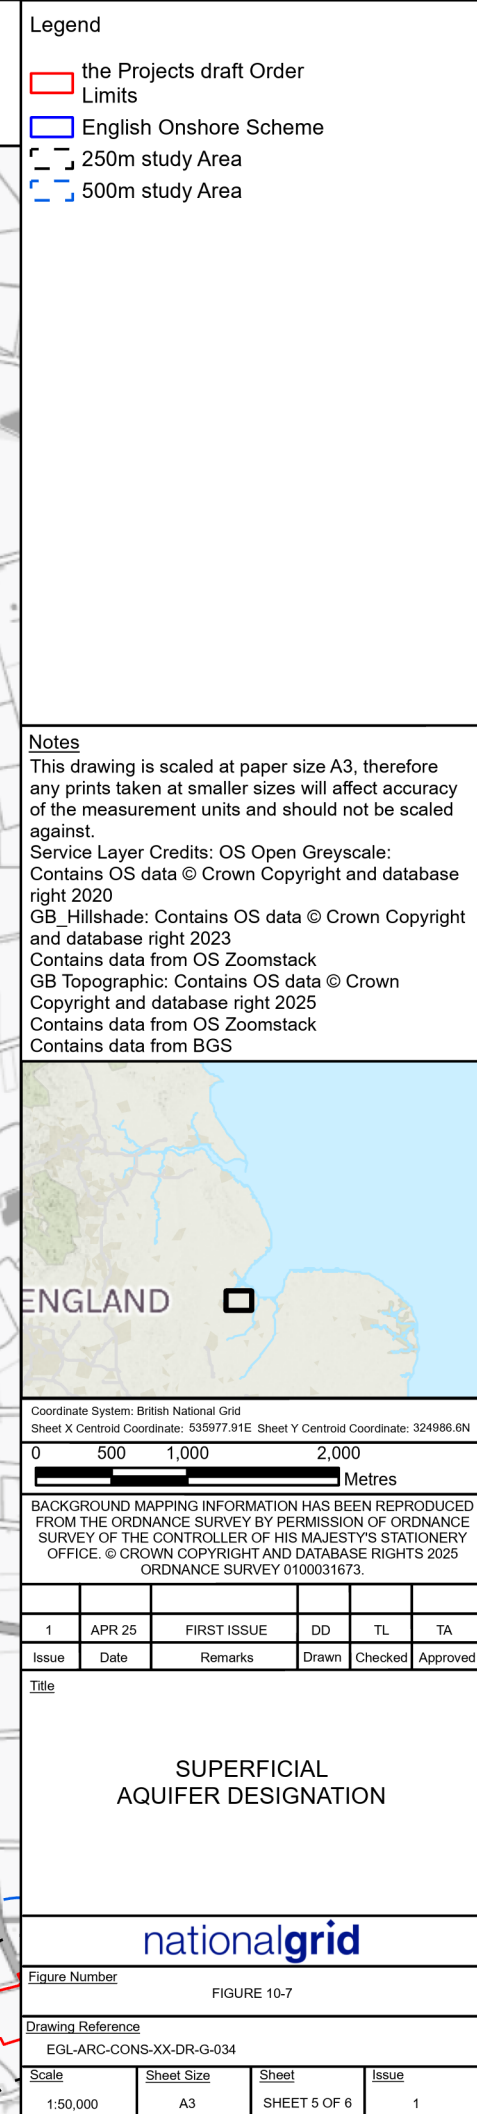 Legend
the Projects draft Order
Limits
English Onshore Scheme
250m study Area
500m study Area
Notes
This drawing is scaled at paper size A3, therefore
any prints taken at smaller sizes will affect accuracy
of the measurement units and should not be scaled
against.
Service Layer Credits: OS Open Greyscale:
Contains OS data © Crown Copyright and database
right 2020
GB_Hillshade: Contains OS data © Crown Copyright
and database right 2023
Contains data from OS Zoomstack
GB Topographic: Contains OS data © Crown
Copyright and database right 2025
Contains data from OS Zoomstack
Contains data from BGS
ENGLAND
Coordinate System: British National Grid
Sheet X Centroid Coordinate: 535977.91E Sheet Y Centroid Coordinate: 324986.6N
0 500 1,000 2,000
Metres
BACKGROUND MAPPING INFORMATION HAS BEEN REPRODUCED
FROM THE ORDNANCE SURVEY BY PERMISSION OF ORDNANCE
SURVEY OF THE CONTROLLER OF HIS MAJESTY'S STATIONERY
OFFICE. © CROWN COPYRIGHT AND DATABASE RIGHTS 2025
ORDNANCE SURVEY 0100031673.
1 APR 25 FIRST ISSUE DD TL TA
Issue Date Remarks Drawn Checked Approved
Title
SUPERFICIAL
AQUIFER DESIGNATION
nationalgrid
Figure Number
FIGURE 10-7
Drawing Reference
EGL-ARC-CONS-XX-DR-G-034
Scale Sheet Size Sheet Issue
1:50,000 A3 SHEET 5 OF 6 1